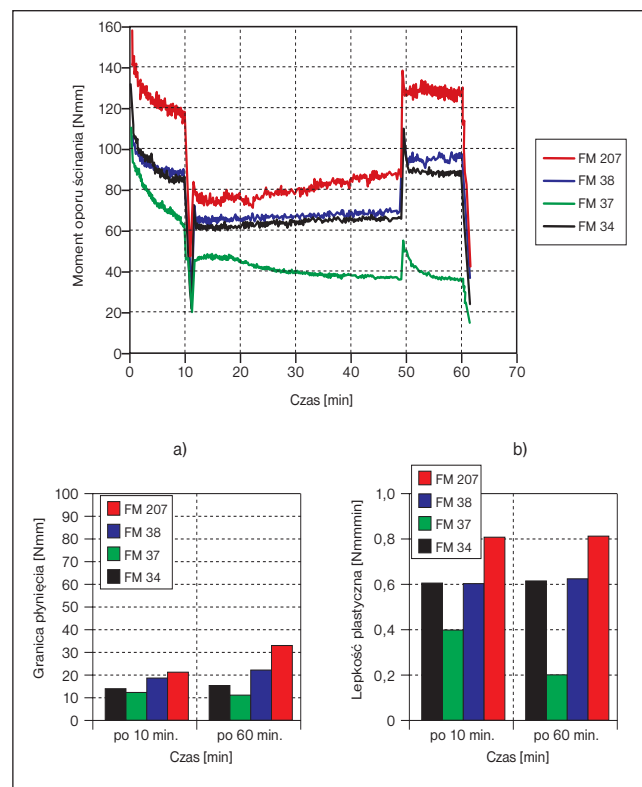 160
140
120
100
80
60
40
20
0
Moment oporu ścinania [Nmm]
0 10 20 30 40 50 60 70
Czas [min]
FM 207
FM 38
FM 37
FM 34
a)
100
90
80
70
60
50
40
30
20
10
0
Granica płynięcia [Nmm]
FM 207
FM 38
FM 37
FM 34
po 10 min. po 60 min.
Czas [min]
b)
1,0
0,8
0,6
0,4
0,2
0
Lepkość plastyczna [Nmmmin]
FM 207
FM 38
FM 37
FM 34
po 10 min. po 60 min.
Czas [min]